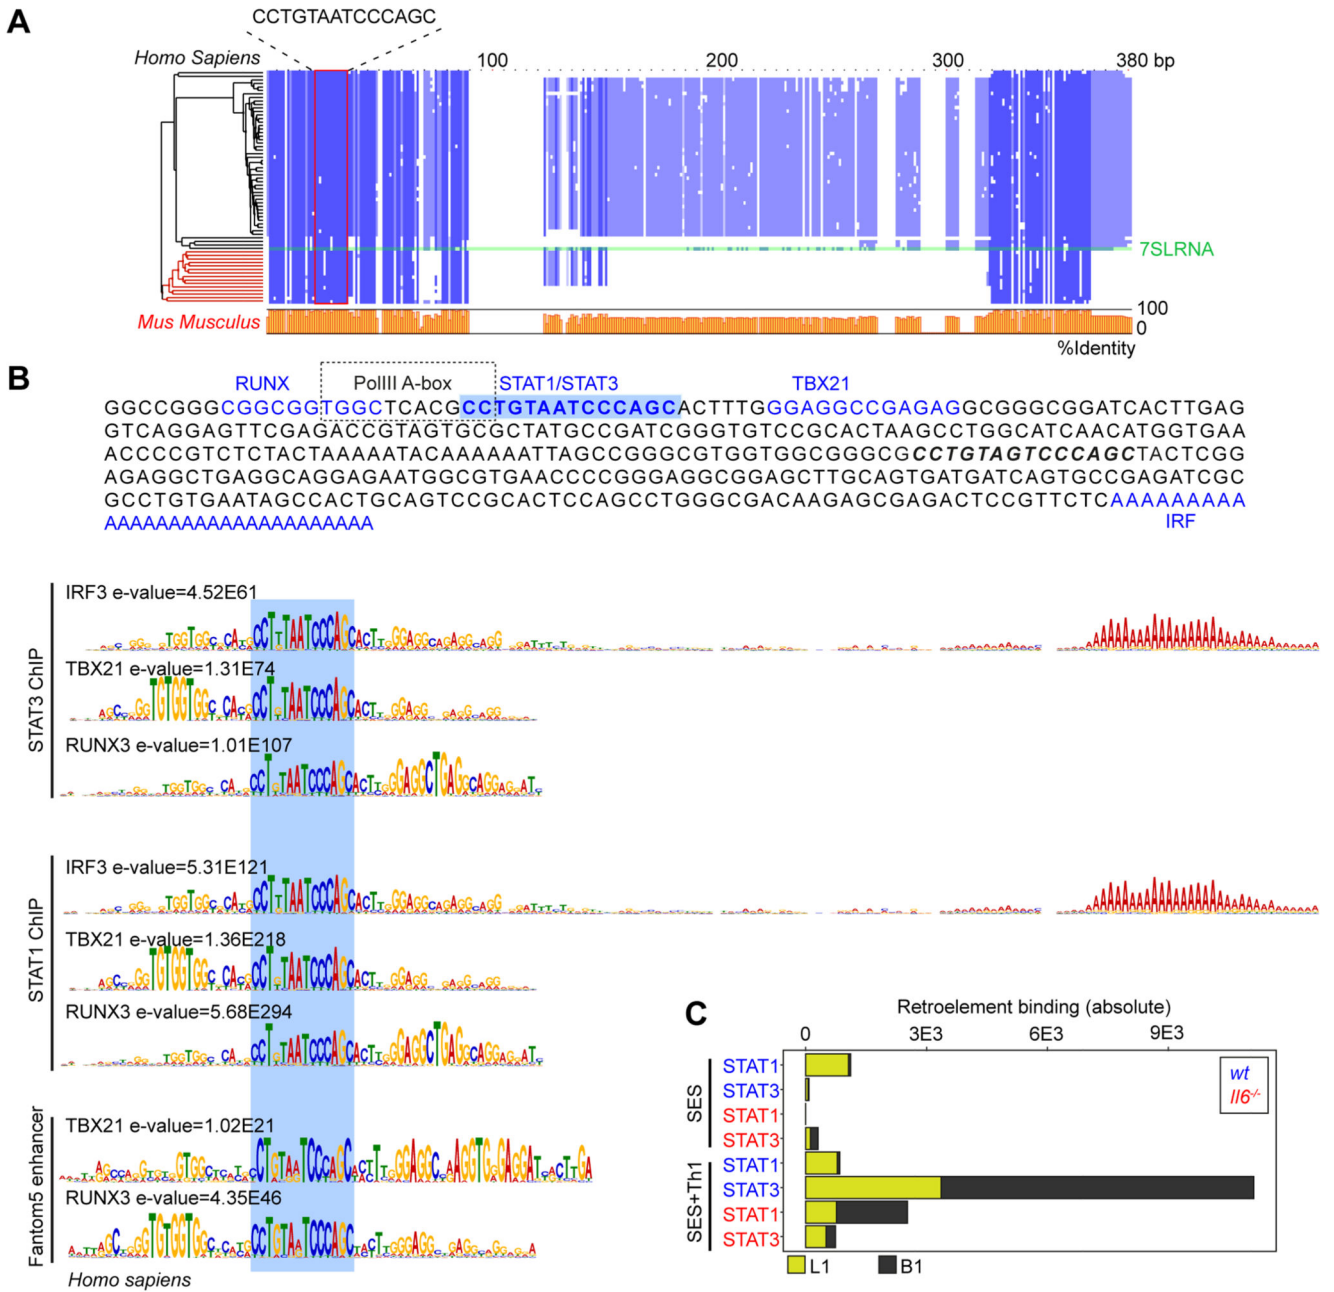 A
CCTGTAATCCCAGC
Homo Sapiens
100
200
300
380 bp
7SLRNA
Mus Musculus
100
0
%Identity
B
RUNX
PolIII A-box
STAT1/STAT3
TBX21
GGCCGGGCGGCGGTGGCTCACGCCTGTAATCCCAGCACTTTGGGAGGCCGAGAGGCGGGCGGATCACTTGAG
GTCAGGAGTTCGAGACCGTAGTGCGCTATGCCGATCGGGTGTCCGCACTAAGCCTGGCATCAACATGGTGAA
ACCCCGTCTCTACTAAAAATACAAAAAATTAGCCGGGCGTGGTGGCGGGCGCCTGTAGTCCCAGCTACTCGG
AGAGGCTGAGGCAGGAGAATGGCGTGAACCCCGGGAGGCGGAGCTTGCAGTGATGATCAGTGCCGAGATCGC
GCCTGTGAATAGCCACTGCAGTCCGCACTCCAGCCTGGGCGACAAGAGCGAGACTCCGTTCTCAAAAAAAAA
AAAAAAAAAAAAAAAAAAAAA
IRF
STAT3 ChIP
IRF3 e-value=4.52E61
TBX21 e-value=1.31E74
RUNX3 e-value=1.01E107
STAT1 ChIP
IRF3 e-value=5.31E121
TBX21 e-value=1.36E218
RUNX3 e-value=5.68E294
Fantom5 enhancer
TBX21 e-value=1.02E21
RUNX3 e-value=4.35E46
Homo sapiens
C
Retroelement binding (absolute)
0
3E3
6E3
9E3
SES
STAT1
STAT3
STAT1
STAT3
SES+Th1
STAT1
STAT3
STAT1
STAT3
wt
Il6-/-
L1
B1